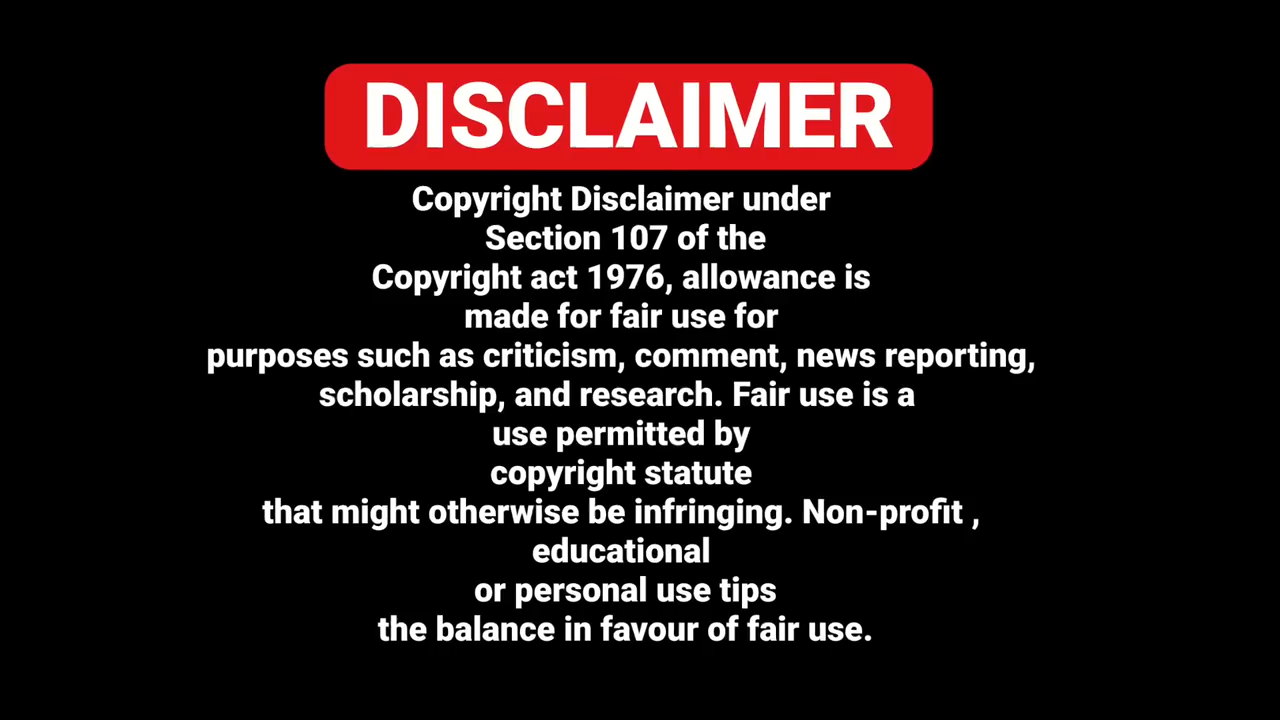 DISCLAIMER
Copyright Disclaimer under
Section 107 of the
Copyright act 1976, allowance is
made for fair use for
purposes such as criticism, comment, news reporting,
scholarship, and research. Fair use is a
use permitted by
copyright statute
that might otherwise be infringing. Non-profit ,
educational
or personal use tips
the balance in favour of fair use.